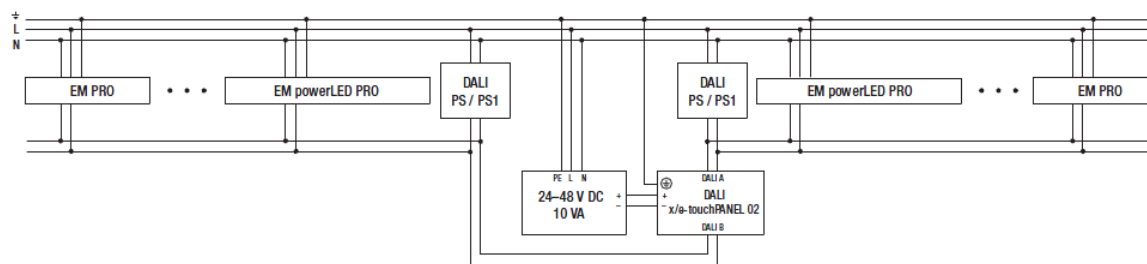 L
N
EM PRO
EM powerLED PRO
DALI
PS / PS1
DALI
PS / PS1
EM powerLED PRO
EM PRO
PE L N
24–48 V DC
10 VA
+
–
DALI A
+
–
DALI
x/e-touchPANEL 02
DALI B